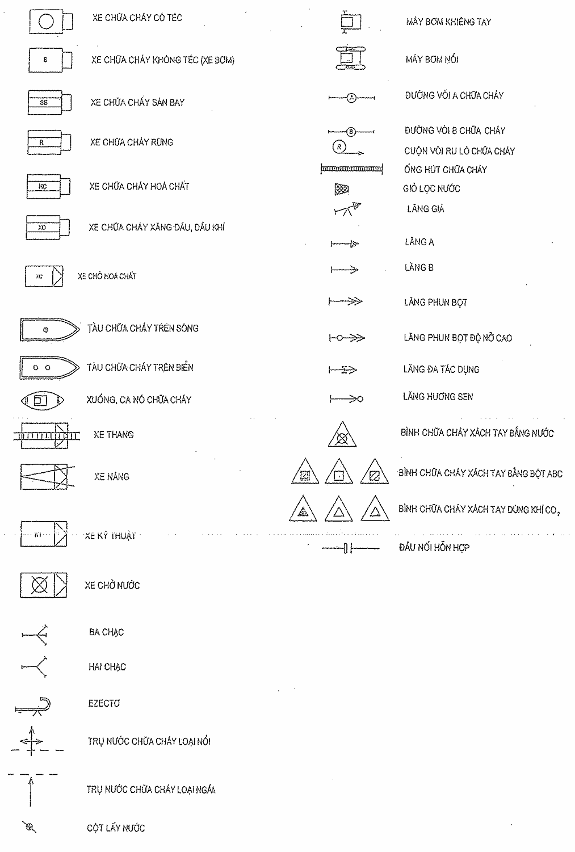 XE CHỮA CHÁY CÓ TÉC
B
XE CHỮA CHÁY KHÔNG TÉC (XE BƠM)
SB
XE CHỮA CHÁY SÂN BAY
R
XE CHỮA CHÁY RỪNG
HC
XE CHỮA CHÁY HOÁ CHẤT
XD
XE CHỮA CHÁY XĂNG DẦU, DẦU KHÍ
XE CHỞ HOÁ CHẤT
TÀU CHỮA CHÁY TRÊN SÔNG
TÀU CHỮA CHÁY TRÊN BIỂN
XUỒNG, CA NÔ CHỮA CHÁY
XE THANG
XE NÂNG
KT
XE KỸ THUẬT
XE CHỞ NƯỚC
BA CHẠC
HAI CHẠC
EZECTƠ
TRỤ NƯỚC CHỮA CHÁY LOẠI NỔI
TRỤ NƯỚC CHỮA CHÁY LOẠI NGẦM
CỘT LẤY NƯỚC
MÁY BƠM KHIÊNG TAY
MÁY BƠM NỔI
A
ĐƯỜNG VÒI A CHỮA CHÁY
B
ĐƯỜNG VÒI B CHỮA CHÁY
R
CUỘN VÒI RU LÔ CHỮA CHÁY
ỐNG HÚT CHỮA CHÁY
GIỎ LỌC NƯỚC
LĂNG GIÁ
LĂNG A
LĂNG B
LĂNG PHUN BỌT
LĂNG PHUN BỌT ĐỘ NỞ CAO
LĂNG ĐA TÁC DỤNG
LĂNG HƯƠNG SEN
BÌNH CHỮA CHÁY XÁCH TAY BẰNG NƯỚC
BÌNH CHỮA CHÁY XÁCH TAY BẰNG BỘT ABC
BÌNH CHỮA CHÁY XÁCH TAY DÙNG KHÍ CO₂
ĐẦU NỐI HỖN HỢP